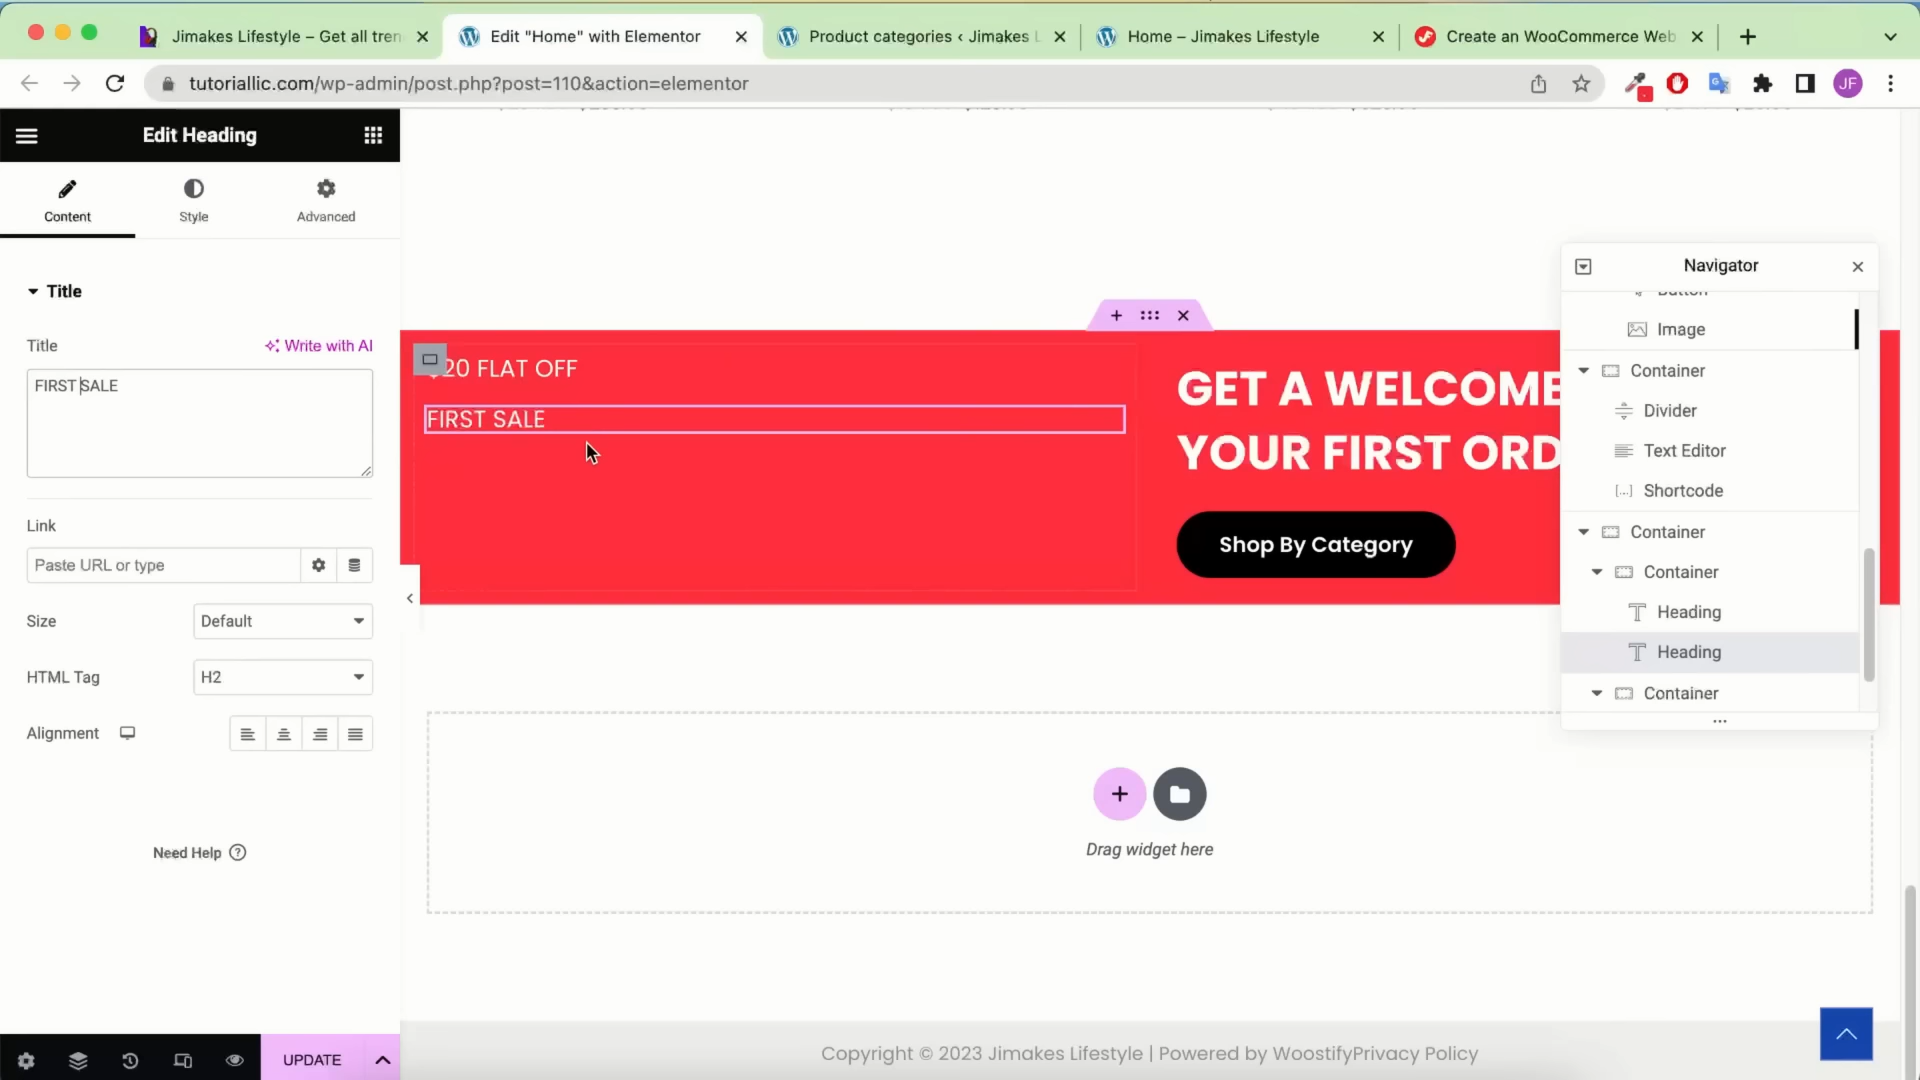 Jimakes Lifestyle – Get all tren
Edit "Home" with Elementor
Product categories ‹ Jimakes L
Home – Jimakes Lifestyle
Create an WooCommerce Web
tutoriallic.com/wp-admin/post.php?post=110&action=elementor
JF
Edit Heading
Content
Style
Advanced
Title
Title
Write with AI
FIRST SALE
Link
Paste URL or type
Size
Default
HTML Tag
H2
Alignment
Need Help
UPDATE
20 FLAT OFF
FIRST SALE
GET A WELCOME
YOUR FIRST ORD
Shop By Category
Drag widget here
Copyright © 2023 Jimakes Lifestyle | Powered by WoostifyPrivacy Policy
Navigator
Button
Image
Container
Divider
Text Editor
Shortcode
Container
Container
Heading
Heading
Container